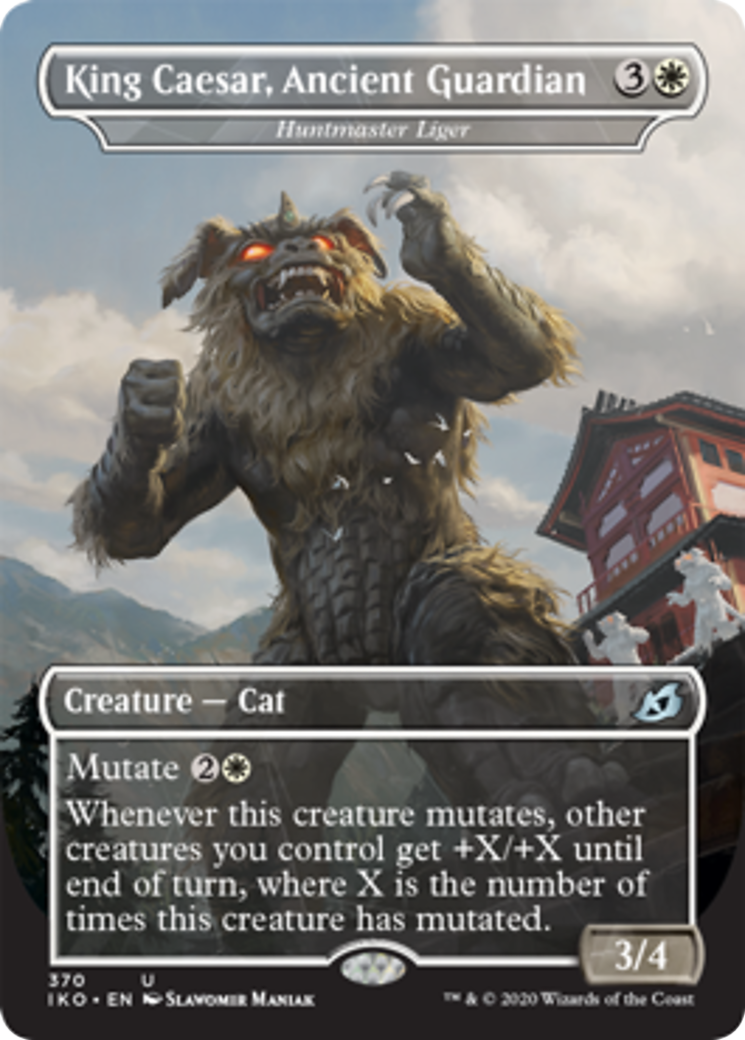 King Caesar, Ancient Guardian 3
Huntmaster Liger
Creature — Cat
Mutate 2
Whenever this creature mutates, other
creatures you control get +X/+X until
end of turn, where X is the number of
times this creature has mutated.
3/4
370 U
IKO • EN Slawomir Maniak ™ & © 2020 Wizards of the Coast